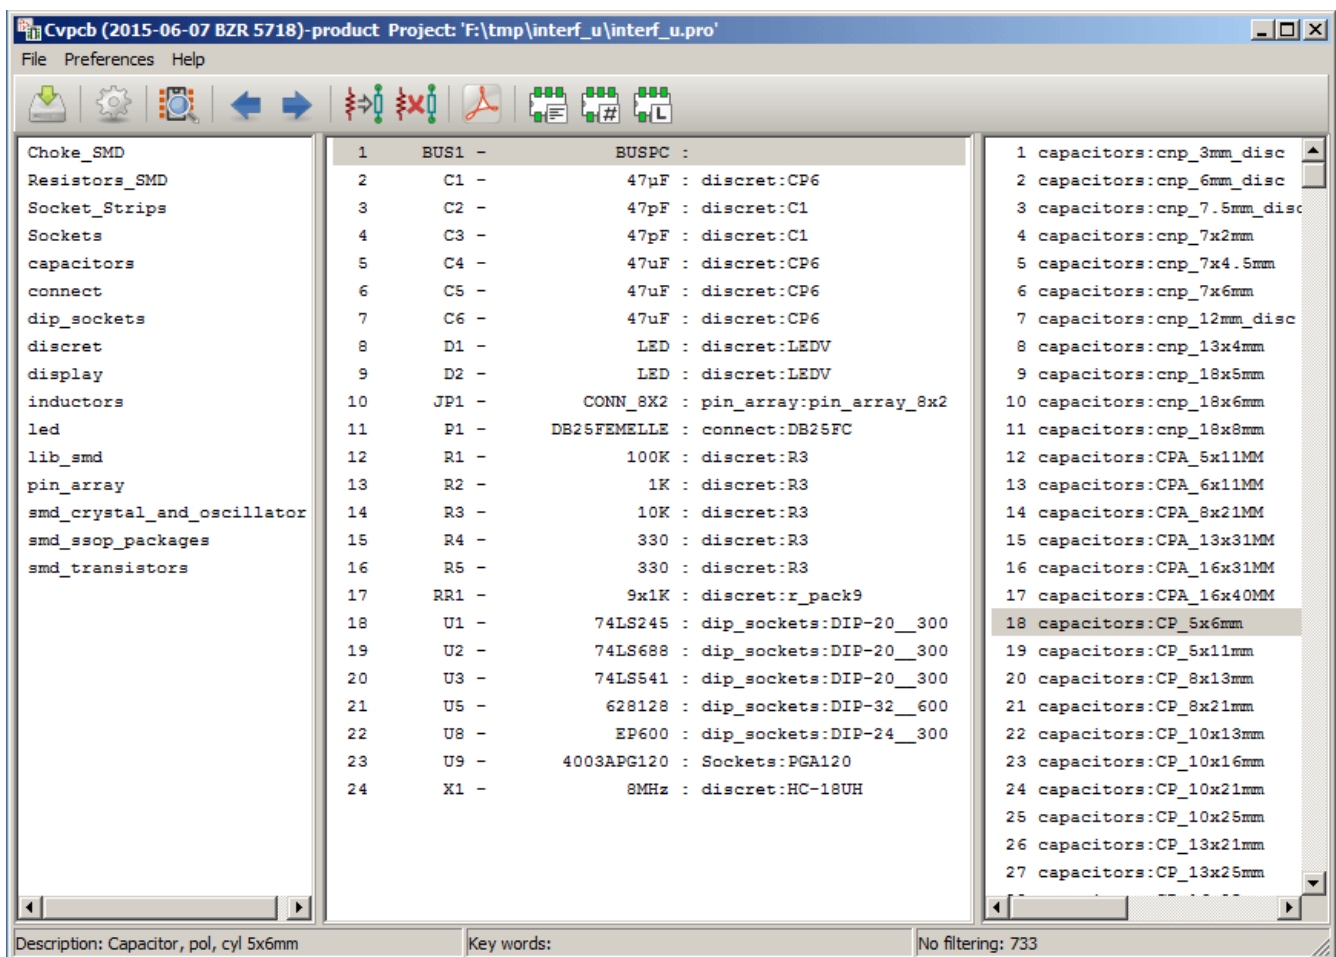 Cvpcb (2015-06-07 BZR 5718)-product Project: 'F:\tmp\interf_u\interf_u.pro'
File Preferences Help
Choke_SMD
Resistors_SMD
Socket_Strips
Sockets
capacitors
connect
dip_sockets
discret
display
inductors
led
lib_smd
pin_array
smd_crystal_and_oscillator
smd_ssop_packages
smd_transistors
1 BUS1 - BUSPC :
2 C1 - 47µF : discret:CP6
3 C2 - 47pF : discret:C1
4 C3 - 47pF : discret:C1
5 C4 - 47uF : discret:CP6
6 C5 - 47uF : discret:CP6
7 C6 - 47uF : discret:CP6
8 D1 - LED : discret:LEDV
9 D2 - LED : discret:LEDV
10 JP1 - CONN_8X2 : pin_array:pin_array_8x2
11 P1 - DB25FEMELLE : connect:DB25FC
12 R1 - 100K : discret:R3
13 R2 - 1K : discret:R3
14 R3 - 10K : discret:R3
15 R4 - 330 : discret:R3
16 R5 - 330 : discret:R3
17 RR1 - 9x1K : discret:r_pack9
18 U1 - 74LS245 : dip_sockets:DIP-20__300
19 U2 - 74LS688 : dip_sockets:DIP-20__300
20 U3 - 74LS541 : dip_sockets:DIP-20__300
21 U5 - 628128 : dip_sockets:DIP-32__600
22 U8 - EP600 : dip_sockets:DIP-24__300
23 U9 - 4003APG120 : Sockets:PGA120
24 X1 - 8MHz : discret:HC-18UH
1 capacitors:cnp_3mm_disc
2 capacitors:cnp_6mm_disc
3 capacitors:cnp_7.5mm_disc
4 capacitors:cnp_7x2mm
5 capacitors:cnp_7x4.5mm
6 capacitors:cnp_7x6mm
7 capacitors:cnp_12mm_disc
8 capacitors:cnp_13x4mm
9 capacitors:cnp_18x5mm
10 capacitors:cnp_18x6mm
11 capacitors:cnp_18x8mm
12 capacitors:CPA_5x11MM
13 capacitors:CPA_6x11MM
14 capacitors:CPA_8x21MM
15 capacitors:CPA_13x31MM
16 capacitors:CPA_16x31MM
17 capacitors:CPA_16x40MM
18 capacitors:CP_5x6mm
19 capacitors:CP_5x11mm
20 capacitors:CP_8x13mm
21 capacitors:CP_8x21mm
22 capacitors:CP_10x13mm
23 capacitors:CP_10x16mm
24 capacitors:CP_10x21mm
25 capacitors:CP_10x25mm
26 capacitors:CP_13x21mm
27 capacitors:CP_13x25mm
Description: Capacitor, pol, cyl 5x6mm
Key words:
No filtering: 733